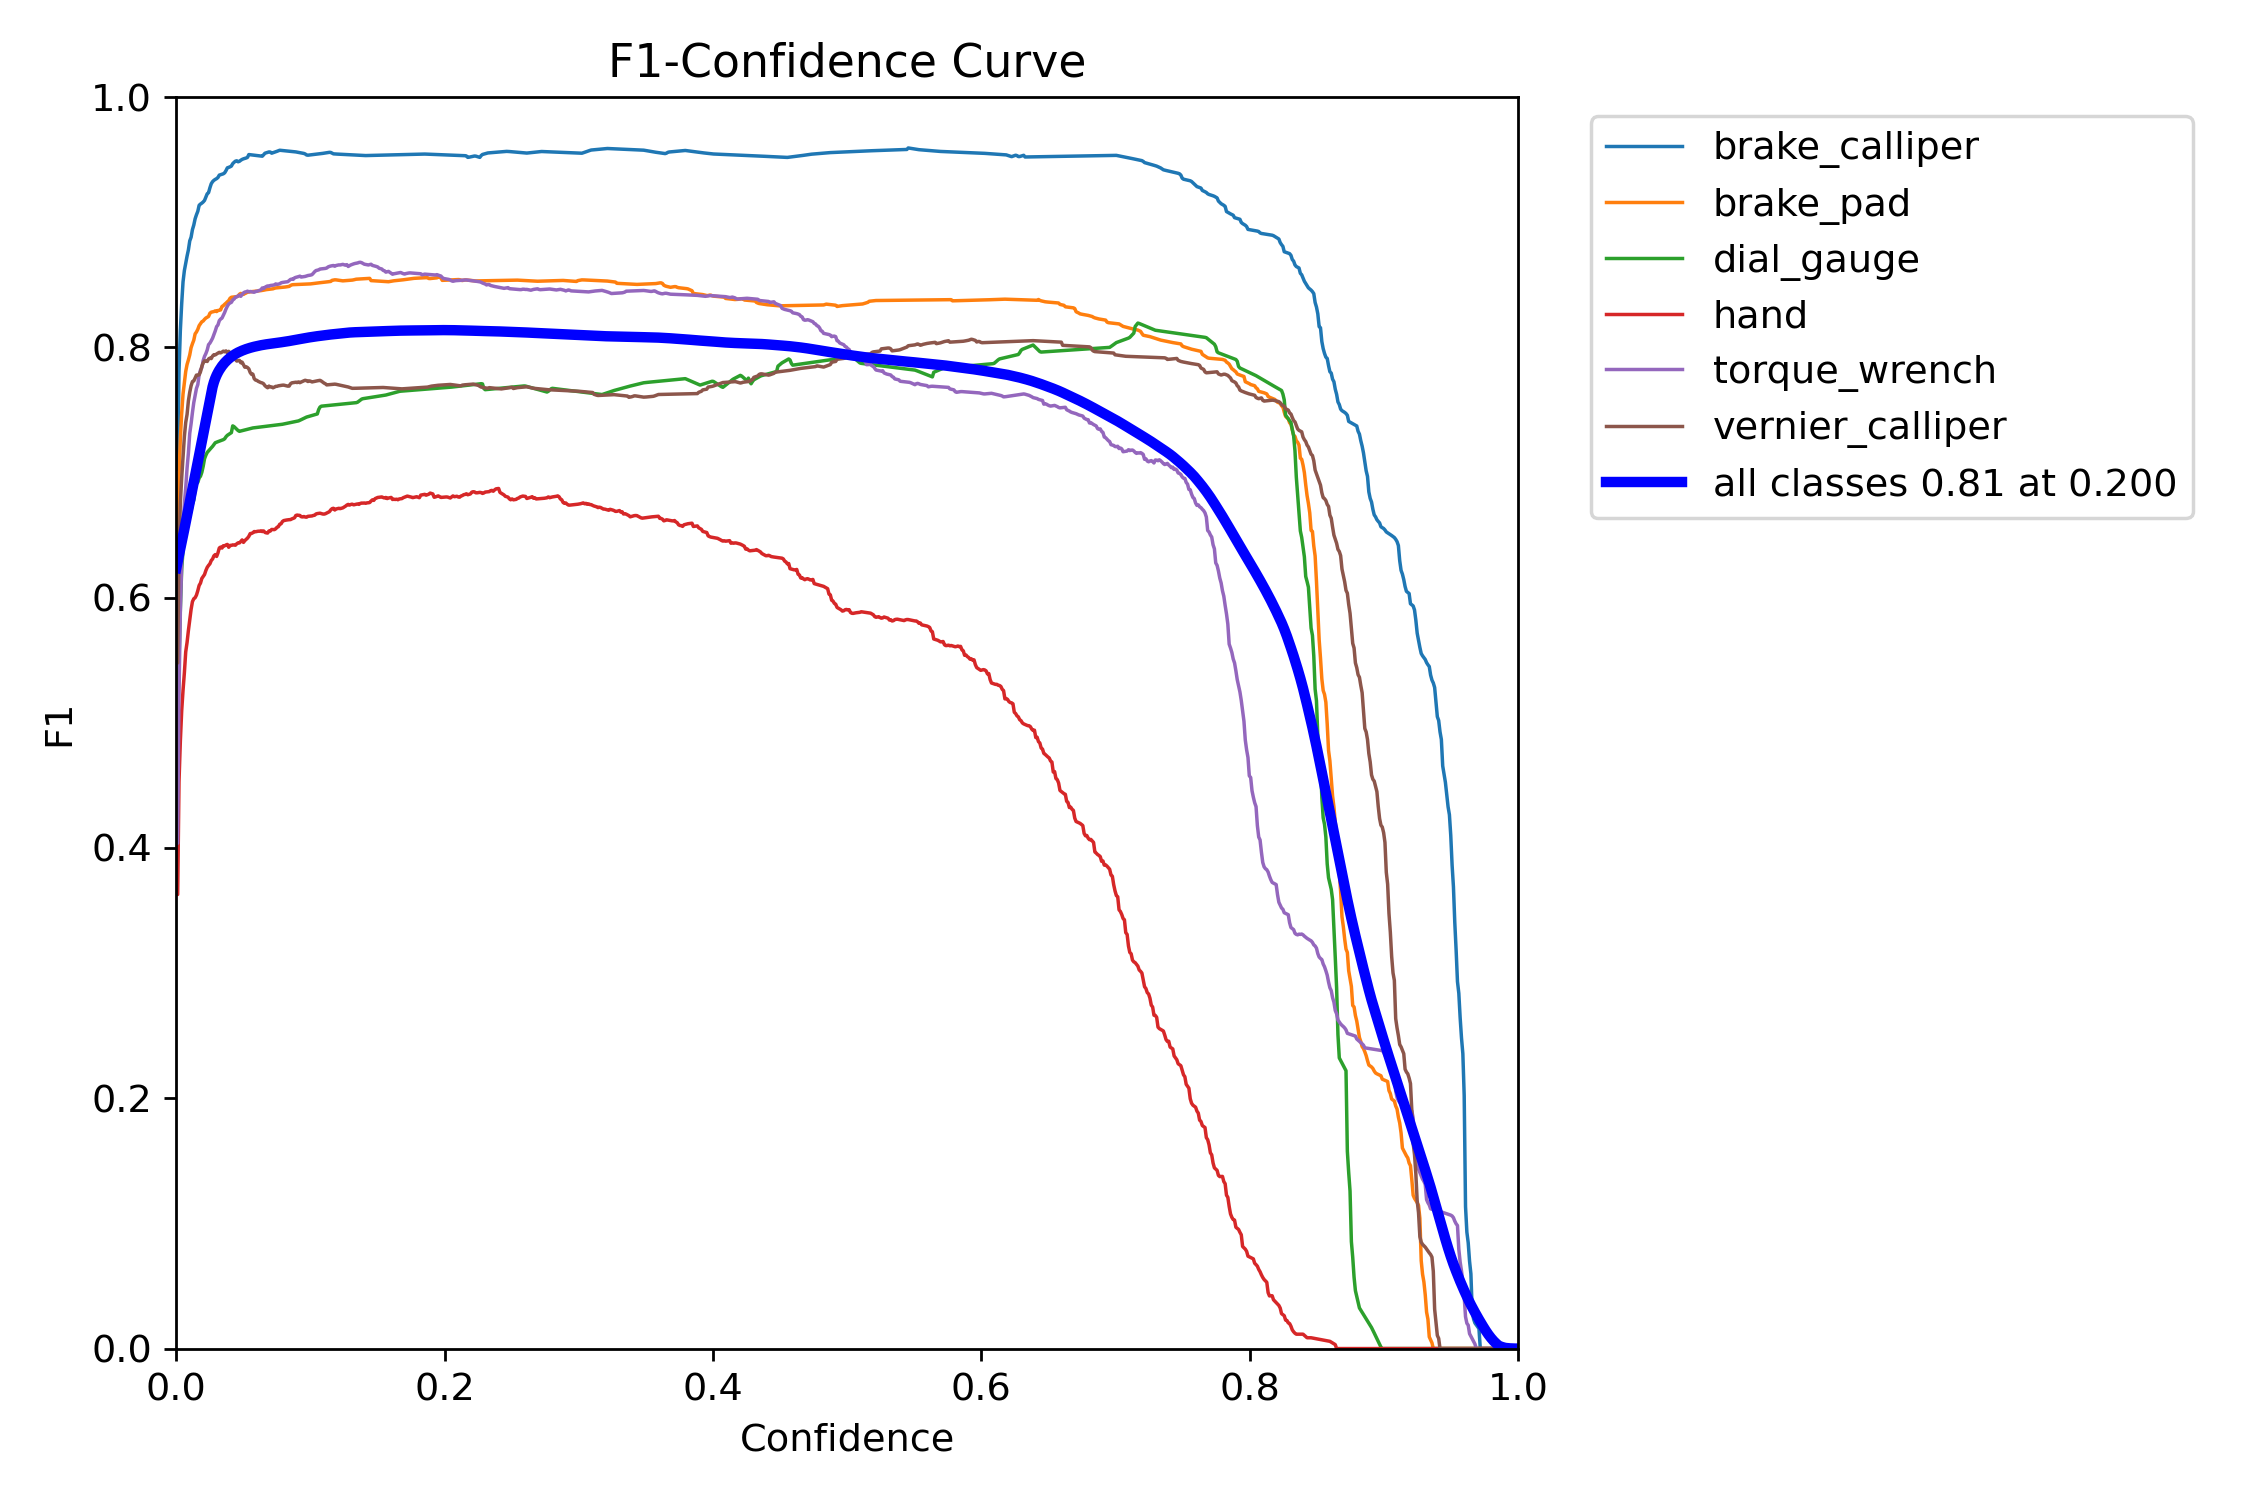 F1-Confidence Curve
1.0
0.8
0.6
0.4
0.2
0.0
F1
0.0 0.2 0.4 0.6 0.8 1.0
Confidence
brake_calliper
brake_pad
dial_gauge
hand
torque_wrench
vernier_calliper
all classes 0.81 at 0.200